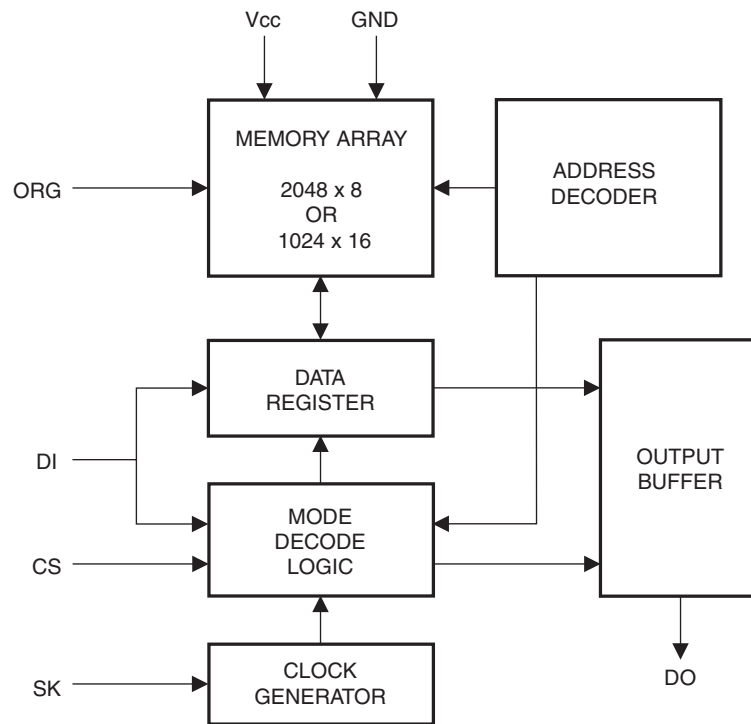 Vcc
GND
MEMORY ARRAY
2048 x 8
OR
1024 x 16
ADDRESS
DECODER
ORG
DATA
REGISTER
DI
OUTPUT
BUFFER
MODE
DECODE
LOGIC
CS
CLOCK
GENERATOR
SK
DO